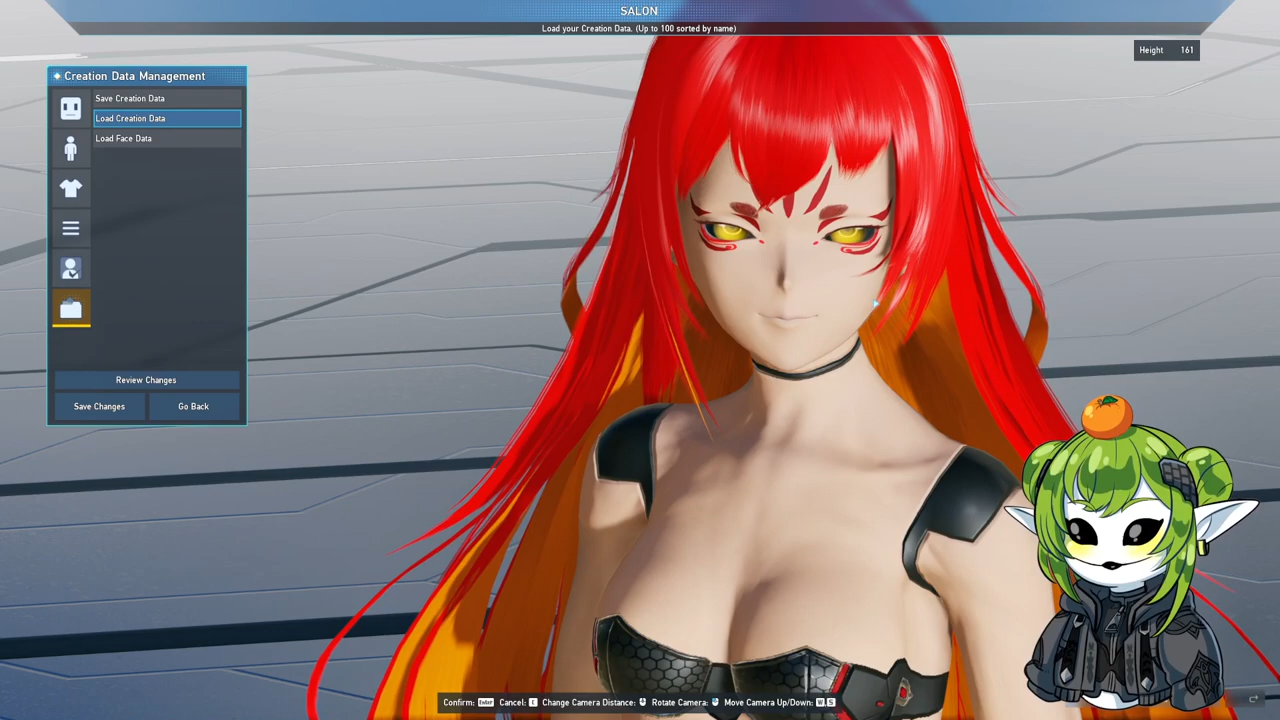 SALON
Load your Creation Data. (Up to 100 sorted by name)
Height 161
Creation Data Management
Save Creation Data
Load Creation Data
Load Face Data
Review Changes
Save Changes
Go Back
Confirm: Enter Cancel: E Change Camera Distance: Rotate Camera: Move Camera Up/Down: W S